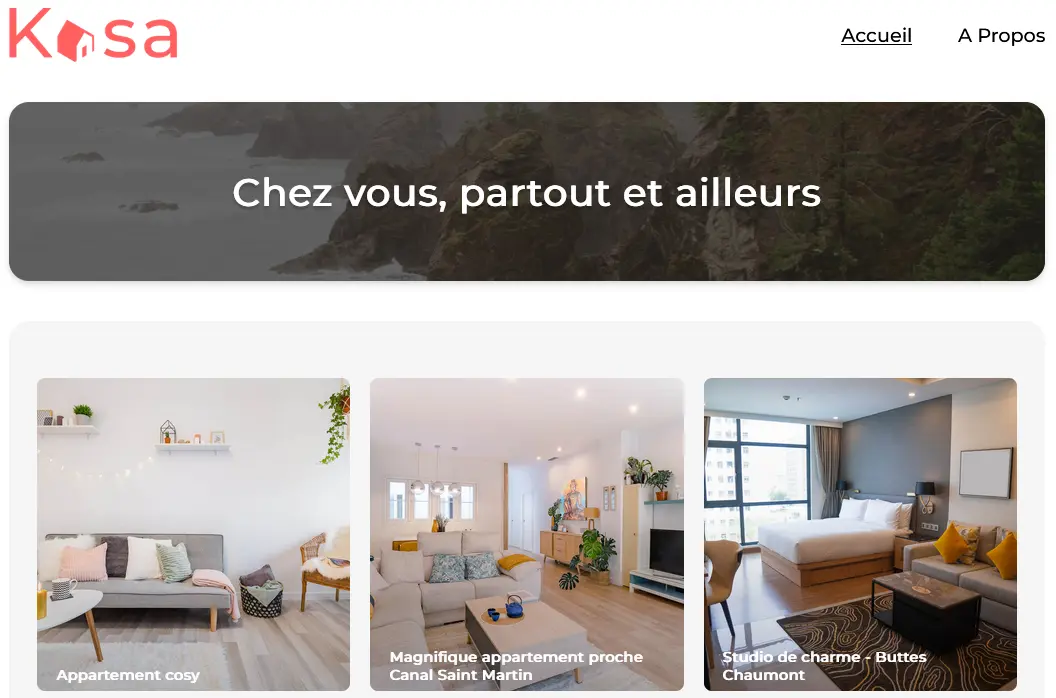 Kasa
Accueil
A Propos
Chez vous, partout et ailleurs
Appartement cosy
Magnifique appartement proche
Canal Saint Martin
Studio de charme - Buttes
Chaumont